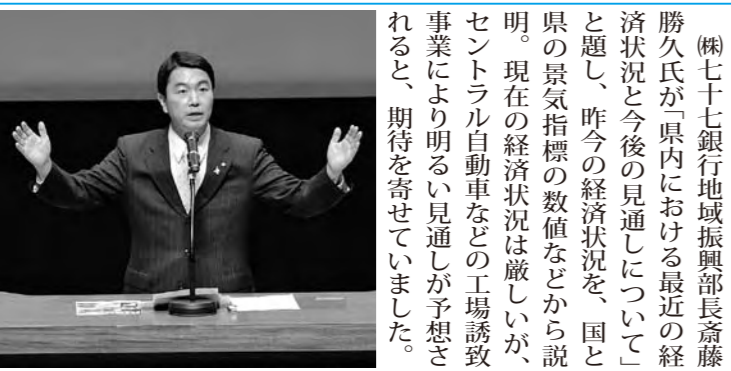 ㈱七十七銀行地域振興部長斎藤
勝久氏が「県内における最近の経
済状況と今後の見通しについて」
と題し、昨今の経済状況を、国と
県の景気指標の数値などから説
明。現在の経済状況は厳しいが、
セントラル自動車などの工場誘致
事業により明るい見通しが予想さ
れると、期待を寄せていました。